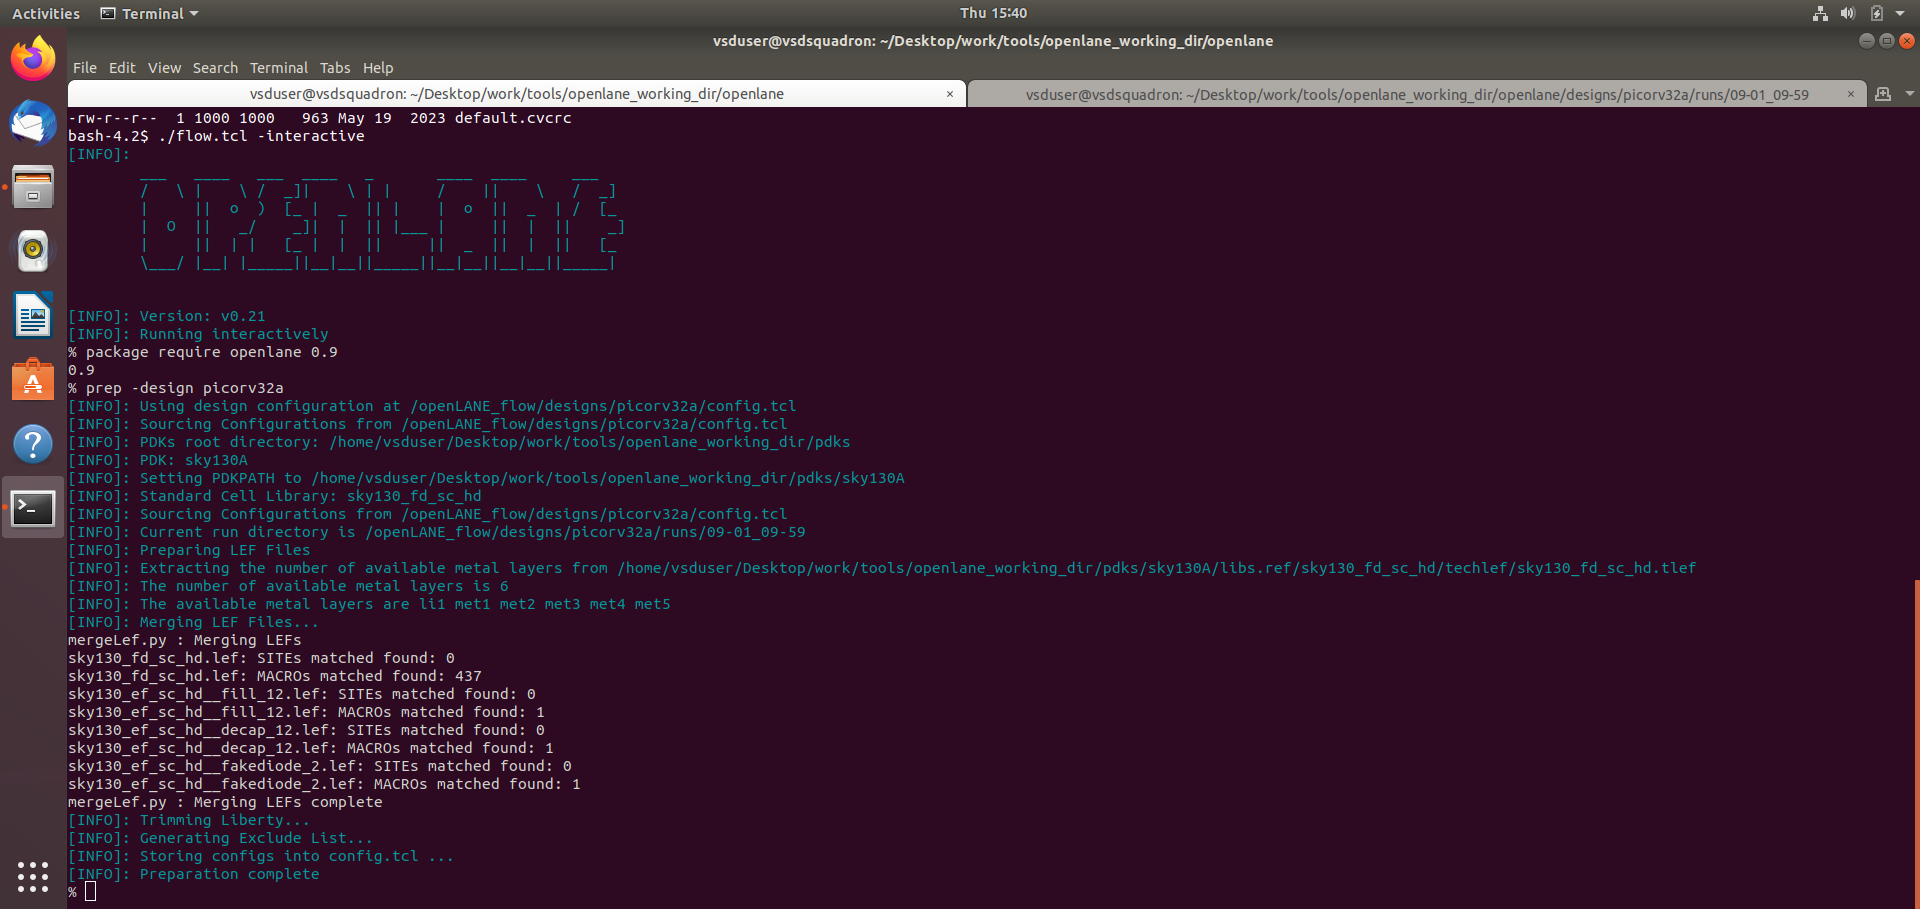 Activities Terminal Thu 15:40
vsduser@vsdsquadron: ~/Desktop/work/tools/openlane_working_dir/openlane
File Edit View Search Terminal Tabs Help
vsduser@vsdsquadron: ~/Desktop/work/tools/openlane_working_dir/openlane × vsduser@vsdsquadron: ~/Desktop/work/tools/openlane_working_dir/openlane/designs/picorv32a/runs/09-01_09-59 ×
-rw-r--r--  1 1000 1000   963 May 19  2023 default.cvcrc
bash-4.2$ ./flow.tcl -interactive
[INFO]:
OPENLANE
[INFO]: Version: v0.21
[INFO]: Running interactively
% package require openlane 0.9
0.9
% prep -design picorv32a
[INFO]: Using design configuration at /openLANE_flow/designs/picorv32a/config.tcl
[INFO]: Sourcing Configurations from /openLANE_flow/designs/picorv32a/config.tcl
[INFO]: PDKs root directory: /home/vsduser/Desktop/work/tools/openlane_working_dir/pdks
[INFO]: PDK: sky130A
[INFO]: Setting PDKPATH to /home/vsduser/Desktop/work/tools/openlane_working_dir/pdks/sky130A
[INFO]: Standard Cell Library: sky130_fd_sc_hd
[INFO]: Sourcing Configurations from /openLANE_flow/designs/picorv32a/config.tcl
[INFO]: Current run directory is /openLANE_flow/designs/picorv32a/runs/09-01_09-59
[INFO]: Preparing LEF Files
[INFO]: Extracting the number of available metal layers from /home/vsduser/Desktop/work/tools/openlane_working_dir/pdks/sky130A/libs.ref/sky130_fd_sc_hd/techlef/sky130_fd_sc_hd.tlef
[INFO]: The number of available metal layers is 6
[INFO]: The available metal layers are li1 met1 met2 met3 met4 met5
[INFO]: Merging LEF Files...
mergeLef.py : Merging LEFs
sky130_fd_sc_hd.lef: SITEs matched found: 0
sky130_fd_sc_hd.lef: MACROs matched found: 437
sky130_ef_sc_hd__fill_12.lef: SITEs matched found: 0
sky130_ef_sc_hd__fill_12.lef: MACROs matched found: 1
sky130_ef_sc_hd__decap_12.lef: SITEs matched found: 0
sky130_ef_sc_hd__decap_12.lef: MACROs matched found: 1
sky130_ef_sc_hd__fakediode_2.lef: SITEs matched found: 0
sky130_ef_sc_hd__fakediode_2.lef: MACROs matched found: 1
mergeLef.py : Merging LEFs complete
[INFO]: Trimming Liberty...
[INFO]: Generating Exclude List...
[INFO]: Storing configs into config.tcl ...
[INFO]: Preparation complete
%